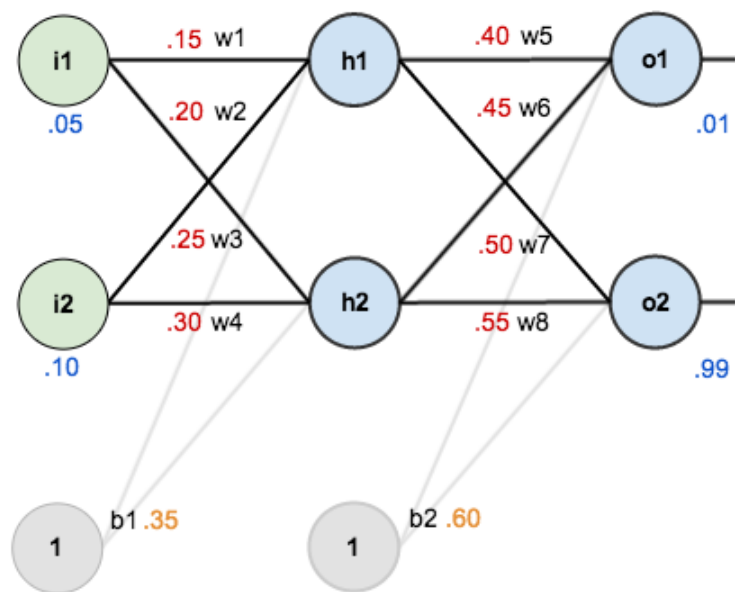 .15 w1
.40 w5
i1
h1
o1
.20 w2
.45 w6
.05
.01
.25 w3
.50 w7
i2
h2
o2
.30 w4
.55 w8
.10
.99
b1 .35
b2 .60
1
1